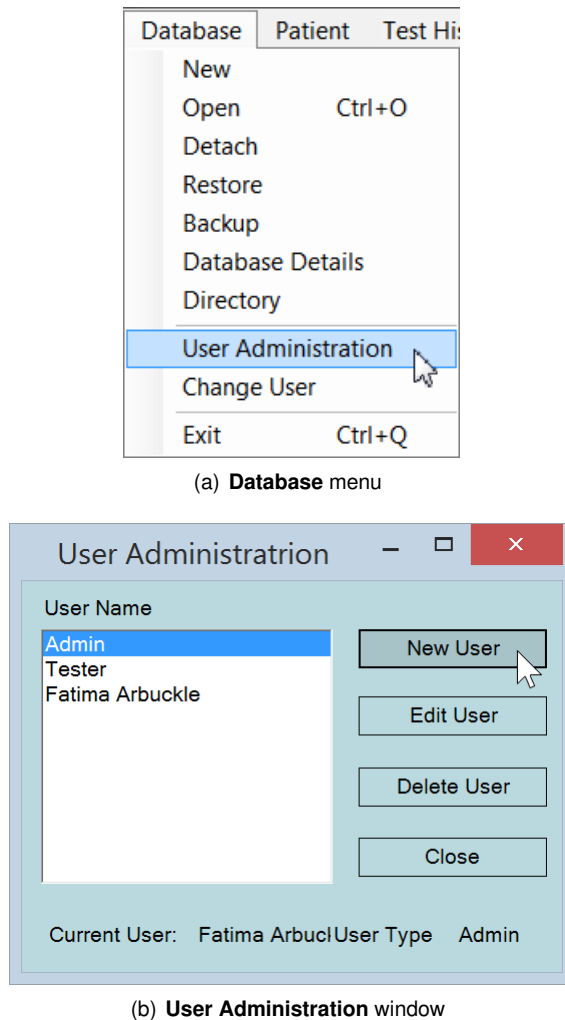 Database Patient Test His
New
Open Ctrl+O
Detach
Restore
Backup
Database Details
Directory
User Administration
Change User
Exit Ctrl+Q
(a) Database menu
User Administratrion
User Name
Admin
New User
Tester
Fatima Arbuckle
Edit User
Delete User
Close
Current User: Fatima Arbucl User Type Admin
(b) User Administration window